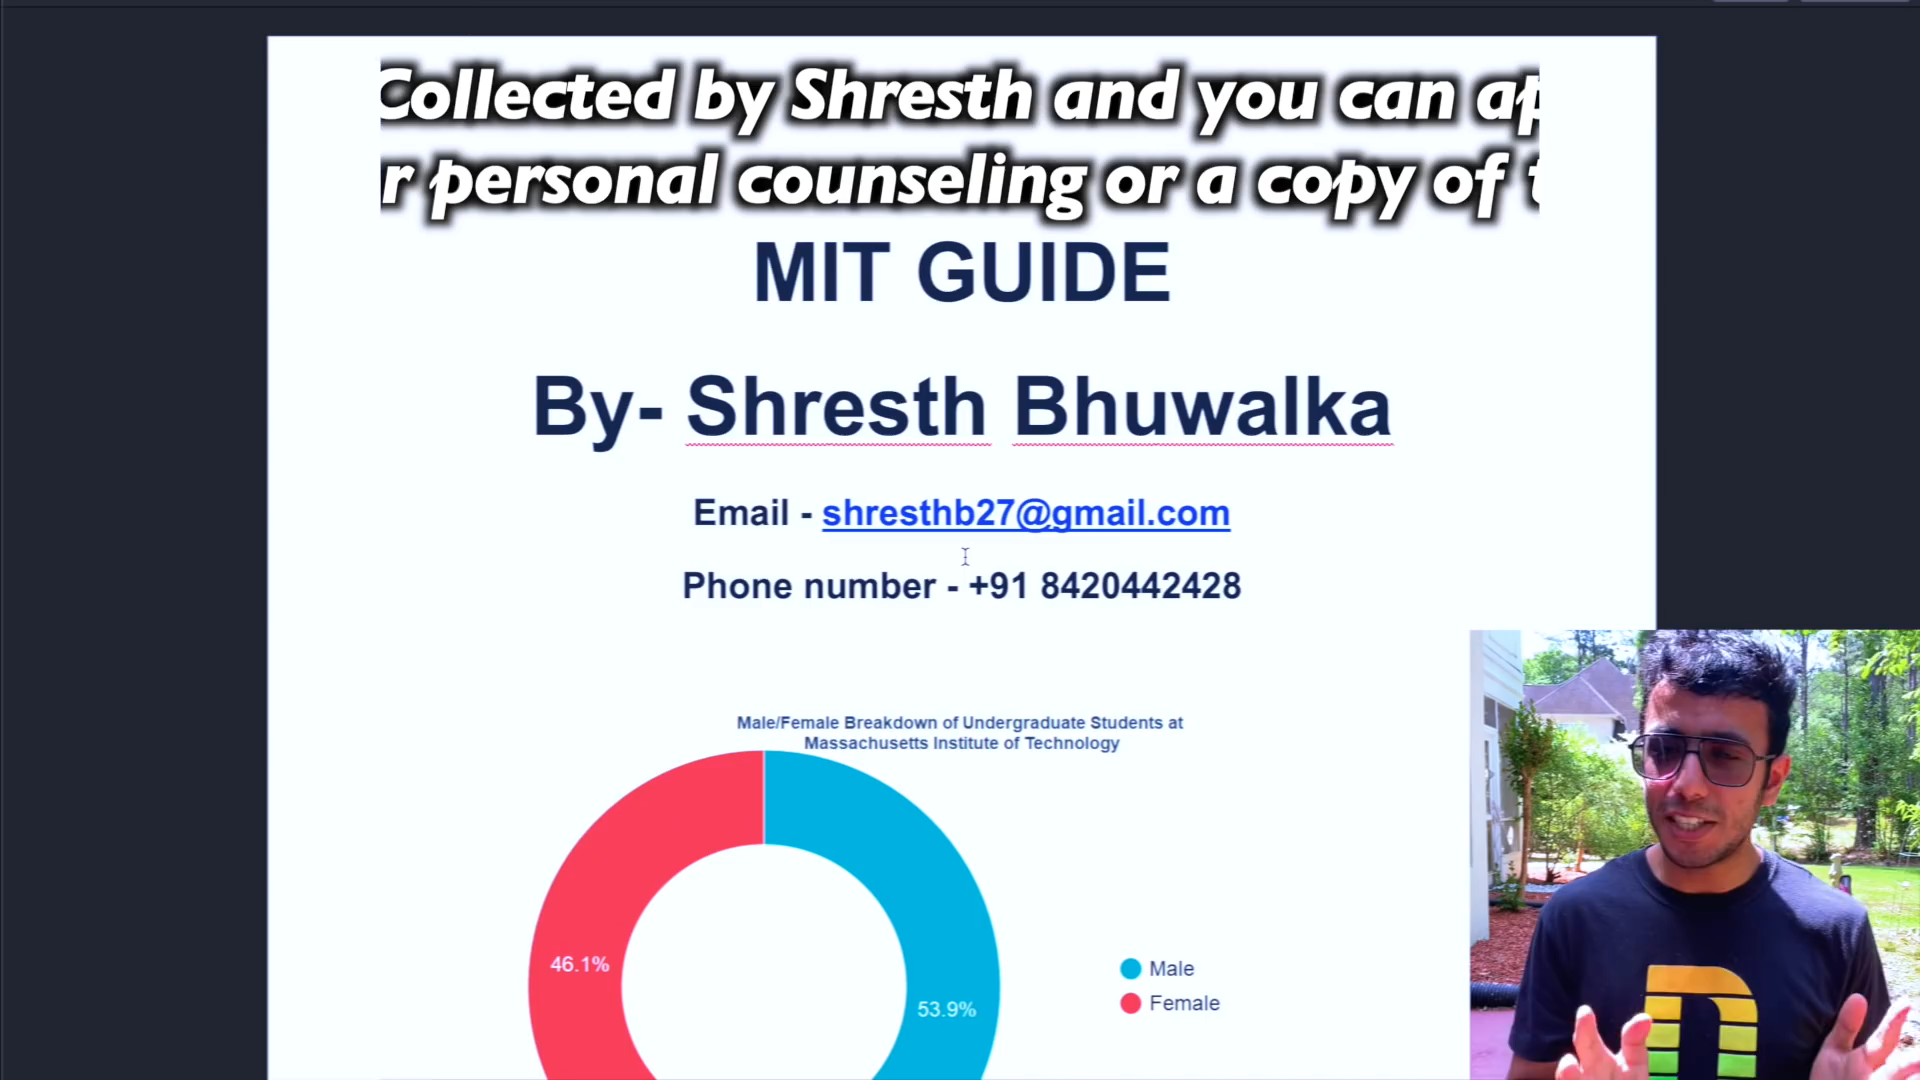 Collected by Shresth and you can
personal counseling or a copy of
MIT GUIDE
By- Shresth Bhuwalka
Email - shresthb27@gmail.com
Phone number - +91 8420442428
Male/Female Breakdown of Undergraduate Students at
Massachusetts Institute of Technology
46.1%
53.9%
Male
Female